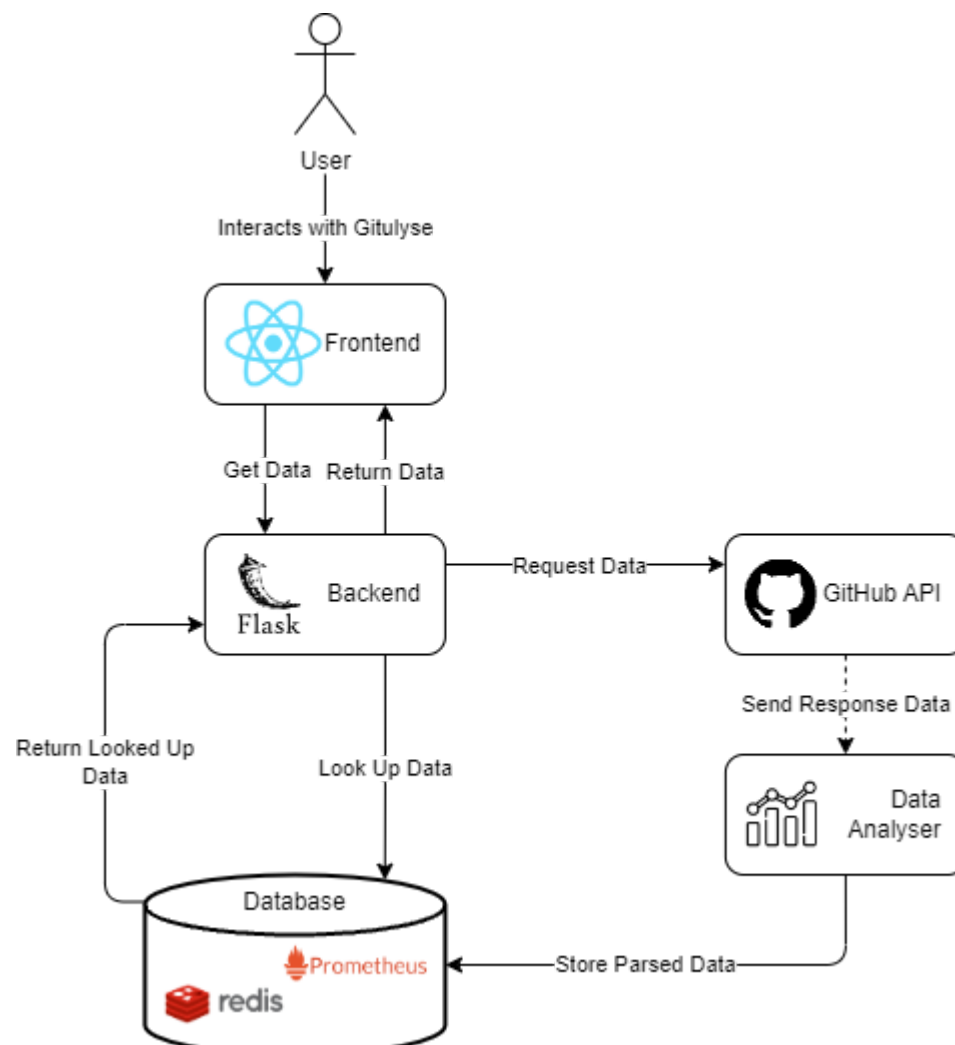 User
Interacts with Gitulyse
Frontend
Get Data
Return Data
Flask
Backend
Request Data
GitHub API
Send Response Data
Return Looked Up
Data
Look Up Data
Data
Analyser
Database
Prometheus
redis
Store Parsed Data